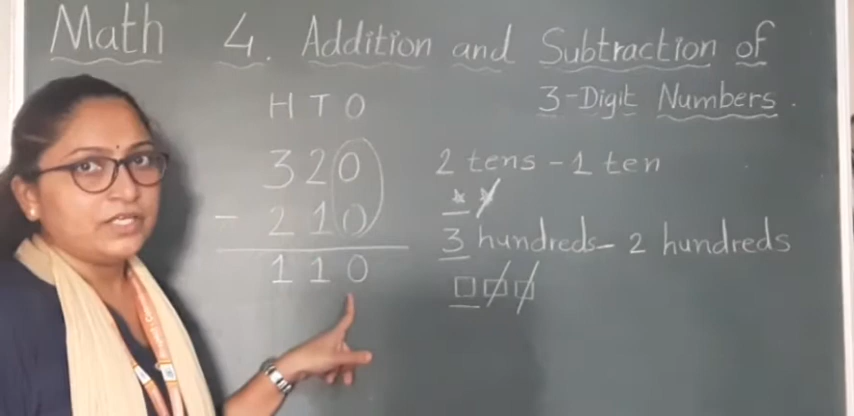 Math 4. Addition and Subtraction of
3-Digit Numbers.
H T O
320
- 210
110
2 tens - 1 ten
3 hundreds - 2 hundreds